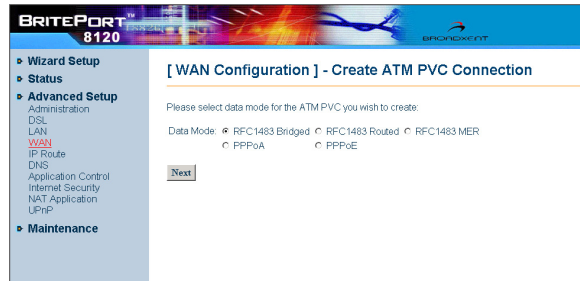 BRITEPORT™
8120
BROADXENT
Wizard Setup
Status
Advanced Setup
Administration
DSL
LAN
WAN
IP Route
DNS
Application Control
Internet Security
NAT Application
UPnP
Maintenance
[ WAN Configuration ] - Create ATM PVC Connection
Please select data mode for the ATM PVC you wish to create:
Data Mode: RFC1483 Bridged RFC1483 Routed RFC1483 MER
PPPoA PPPoE
Next